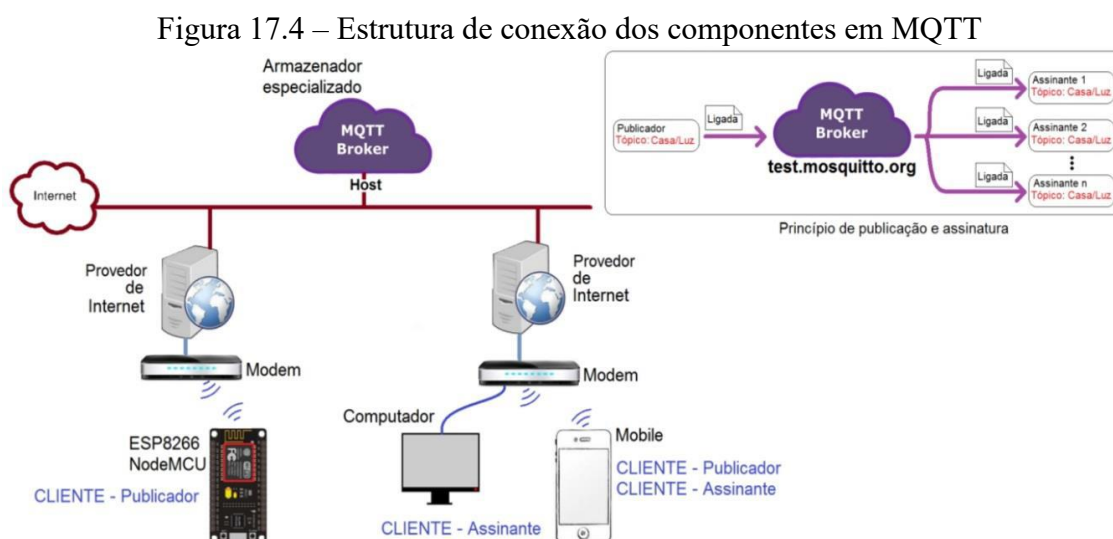 Figura 17.4 – Estrutura de conexão dos componentes em MQTT
Armazenador
especializado
MQTT
Broker
Host
Internet
Provedor
de
Internet
Modem
ESP8266
NodeMCU
CLIENTE - Publicador
Provedor
de
Internet
Modem
Computador
CLIENTE - Assinante
Mobile
CLIENTE - Publicador
CLIENTE - Assinante
Publicador
Tópico: Casa/Luz
Ligada
MQTT
Broker
test.mosquitto.org
Ligada
Assinante 1
Tópico: Casa/Luz
Ligada
Assinante 2
Tópico: Casa/Luz
Ligada
Assinante n
Tópico: Casa/Luz
Princípio de publicação e assinatura